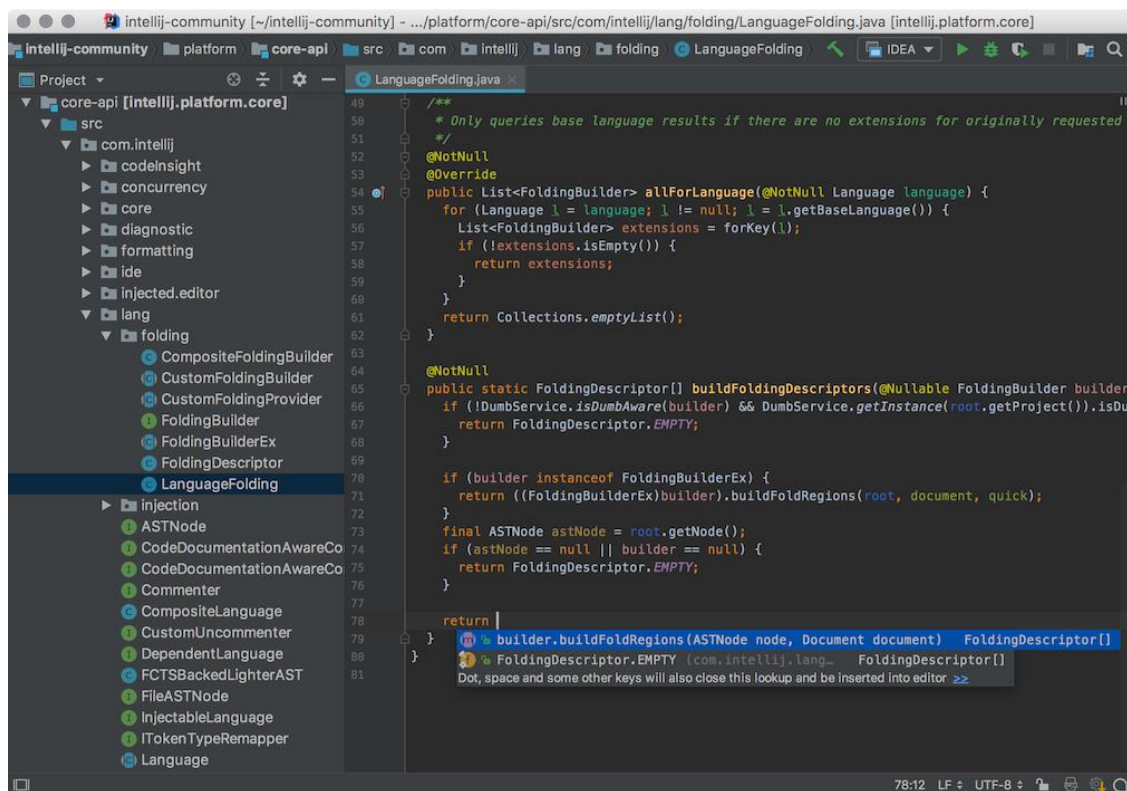 intellij-community [~/intellij-community] - .../platform/core-api/src/com/intellij/lang/folding/LanguageFolding.java [intellij.platform.core]
intellij-community platform core-api src com intellij lang folding LanguageFolding IDEA
Project
LanguageFolding.java
core-api [intellij.platform.core]
src
com.intellij
codeInsight
concurrency
core
diagnostic
formatting
ide
injected.editor
lang
folding
CompositeFoldingBuilder
CustomFoldingBuilder
CustomFoldingProvider
FoldingBuilder
FoldingBuilderEx
FoldingDescriptor
LanguageFolding
injection
ASTNode
CodeDocumentationAwareCo
CodeDocumentationAwareCo
Commenter
CompositeLanguage
CustomUncommenter
DependentLanguage
FCTSBackedLighterAST
FileASTNode
InjectableLanguage
ITokenTypeRemapper
Language
49 /**
50 * Only queries base language results if there are no extensions for originally requested
51 */
52 @NotNull
53 @Override
54 public List<FoldingBuilder> allForLanguage(@NotNull Language language) {
55 for (Language l = language; l != null; l = l.getBaseLanguage()) {
56 List<FoldingBuilder> extensions = forKey(l);
57 if (!extensions.isEmpty()) {
58 return extensions;
59 }
60 }
61 return Collections.emptyList();
62 }
63
64 @NotNull
65 public static FoldingDescriptor[] buildFoldingDescriptors(@Nullable FoldingBuilder builder
66 if (!DumbService.isDumbAware(builder) && DumbService.getInstance(root.getProject()).isDu
67 return FoldingDescriptor.EMPTY;
68 }
69
70 if (builder instanceof FoldingBuilderEx) {
71 return ((FoldingBuilderEx)builder).buildFoldRegions(root, document, quick);
72 }
73 final ASTNode astNode = root.getNode();
74 if (astNode == null || builder == null) {
75 return FoldingDescriptor.EMPTY;
76 }
77
78 return
79 }
80 }
81
builder.buildFoldRegions(ASTNode node, Document document) FoldingDescriptor[]
FoldingDescriptor.EMPTY (com.intellij.lang… FoldingDescriptor[]
Dot, space and some other keys will also close this lookup and be inserted into editor >>
78:12 LF UTF-8